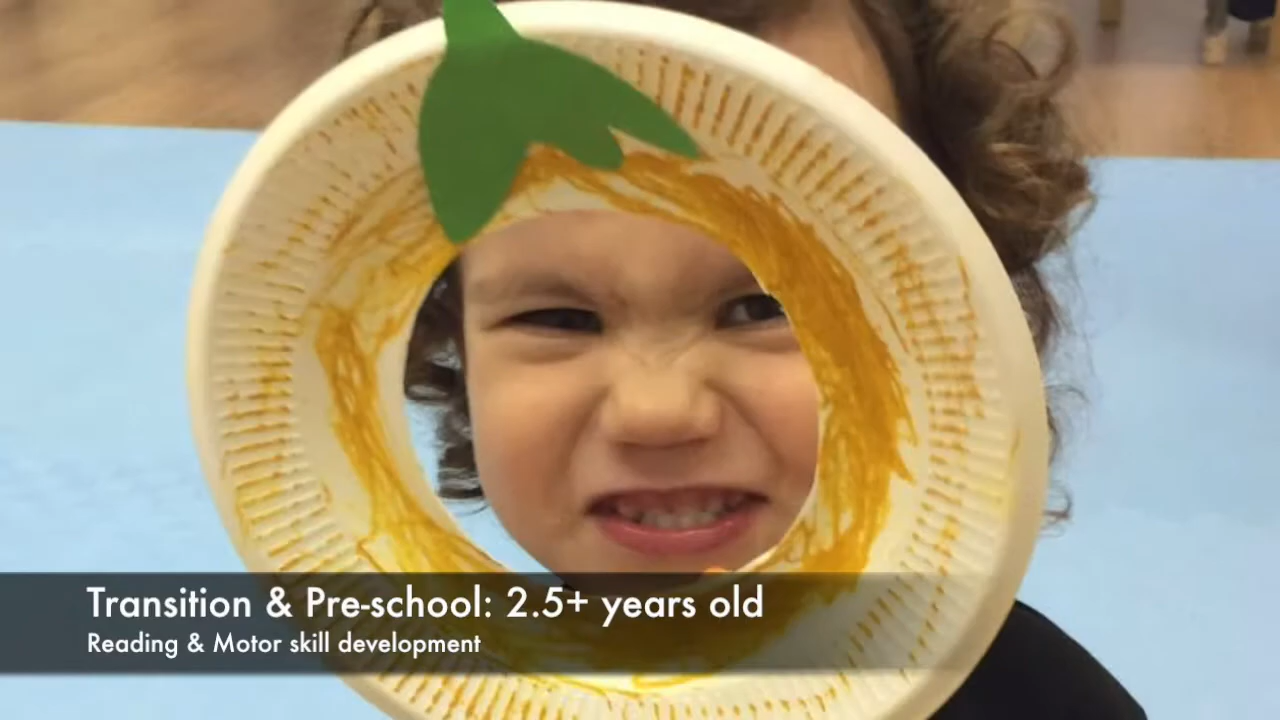 Transition & Pre-school: 2.5+ years old
Reading & Motor skill development